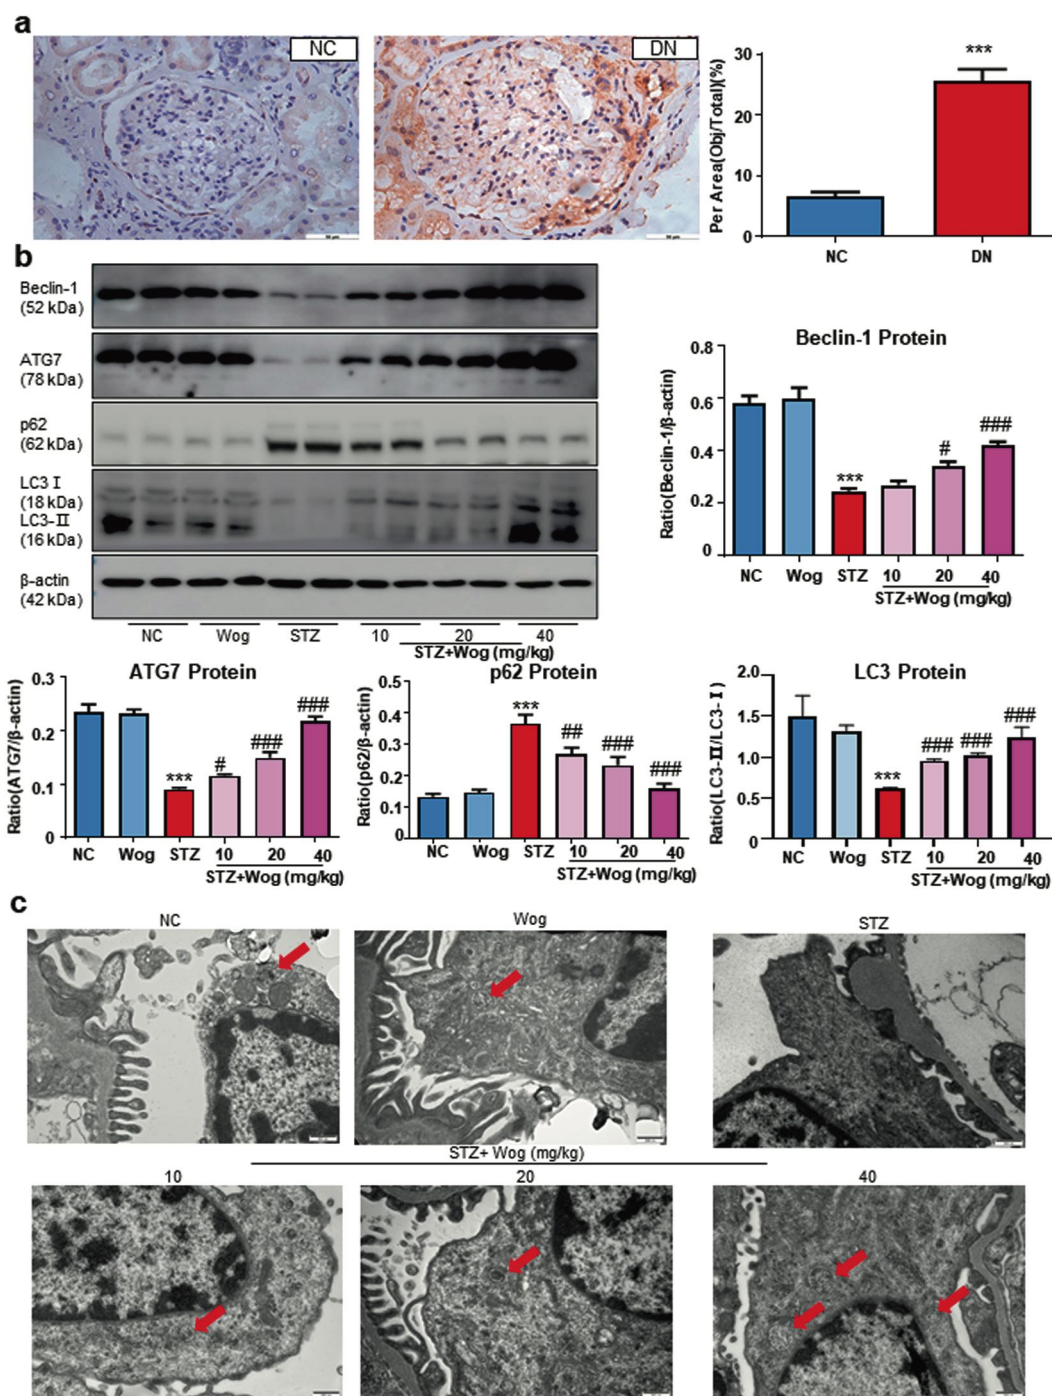 a
NC
DN
***
Per Area(Obj/Total)(%)
30
20
10
0
NC
DN
b
Beclin-1
(52 kDa)
ATG7
(78 kDa)
p62
(62 kDa)
LC3 I
(18 kDa)
LC3-II
(16 kDa)
β-actin
(42 kDa)
NC Wog STZ 10 20 40
STZ+Wog (mg/kg)
Beclin-1 Protein
Ratio(Beclin-1/β-actin)
0.6
0.4
0.2
0
***
#
###
NC Wog STZ 10 20 40
STZ+Wog (mg/kg)
ATG7 Protein
Ratio(ATG7/β-actin)
0.3
0.2
0.1
0
***
#
###
###
NC Wog STZ 10 20 40
STZ+Wog (mg/kg)
p62 Protein
Ratio(p62/β-actin)
0.5
0.4
0.3
0.2
0.1
0
***
##
###
###
NC Wog STZ 10 20 40
STZ+Wog (mg/kg)
LC3 Protein
Ratio(LC3-II/LC3-I)
2.0
1.5
1.0
0.5
0.0
***
###
###
###
NC Wog STZ 10 20 40
STZ+Wog (mg/kg)
c
NC
Wog
STZ
STZ+ Wog (mg/kg)
10
20
40